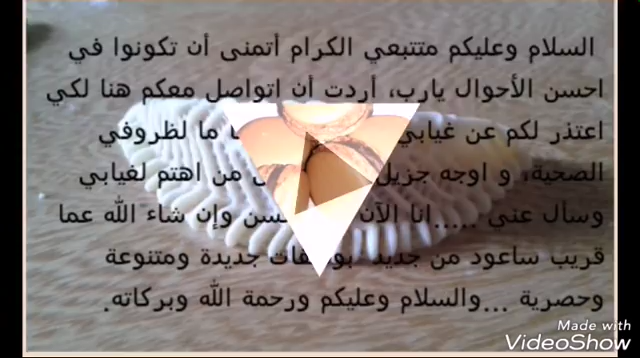 السلام وعليكم متتبعي الكرام أتمنى أن تكونوا في
احسن الأحوال يارب، أردت أن اتواصل معكم هنا لكي
اعتذر لكم عن غيابي ما لظروفي
الصحية، و اوجه جزيل من اهتم لغيابي
وسأل عني .....انا الآن وإن شاء الله عما
قريب ساعود من جديد جديدة ومتنوعة
وحصرية ...والسلام وعليكم ورحمة الله وبركاته.
Made with
VideoShow